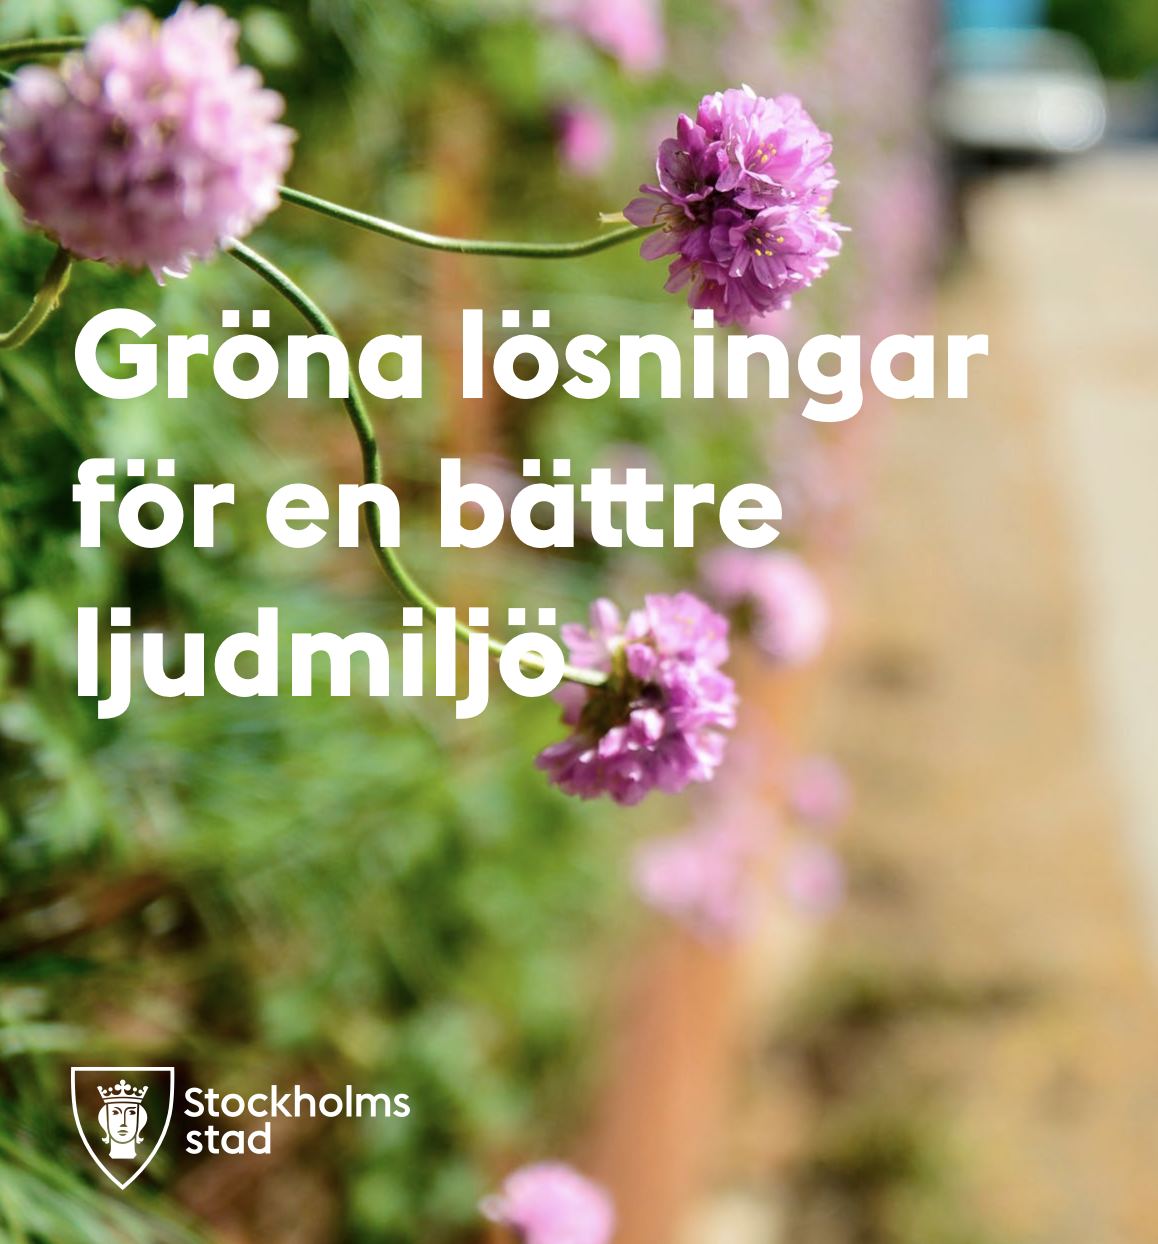 Gröna lösningar
för en bättre
ljudmiljö
Stockholms
stad